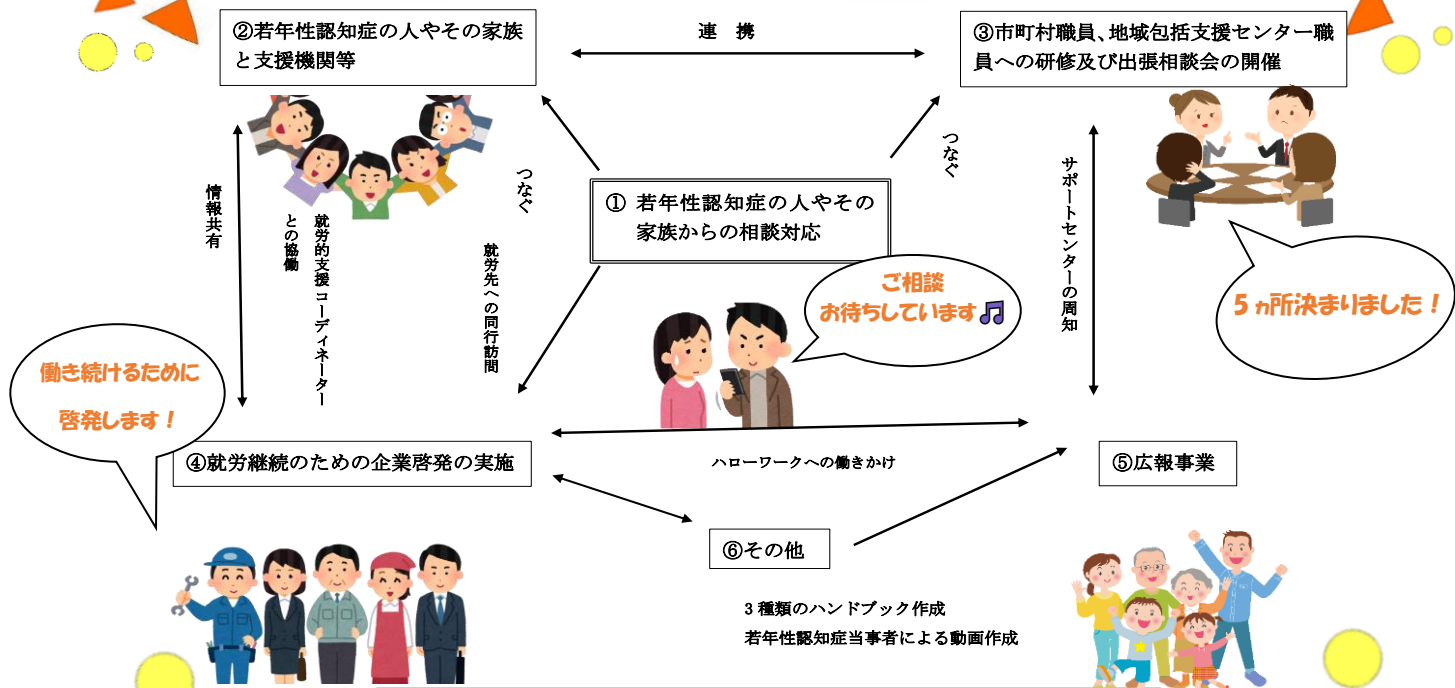 ②若年性認知症の人やその家族
と支援機関等
連 携
③市町村職員、地域包括支援センター職
員への研修及び出張相談会の開催
つなぐ
つなぐ
情報共有
就労的支援コーディネーター
との協働
就労先への同行訪問
① 若年性認知症の人やその
家族からの相談対応
サポートセンターの周知
ご相談
お待ちしています🎵
5ヵ所決まりました!
働き続けるために
啓発します!
④就労継続のための企業啓発の実施
ハローワークへの働きかけ
⑤広報事業
⑥その他
3種類のハンドブック作成
若年性認知症当事者による動画作成